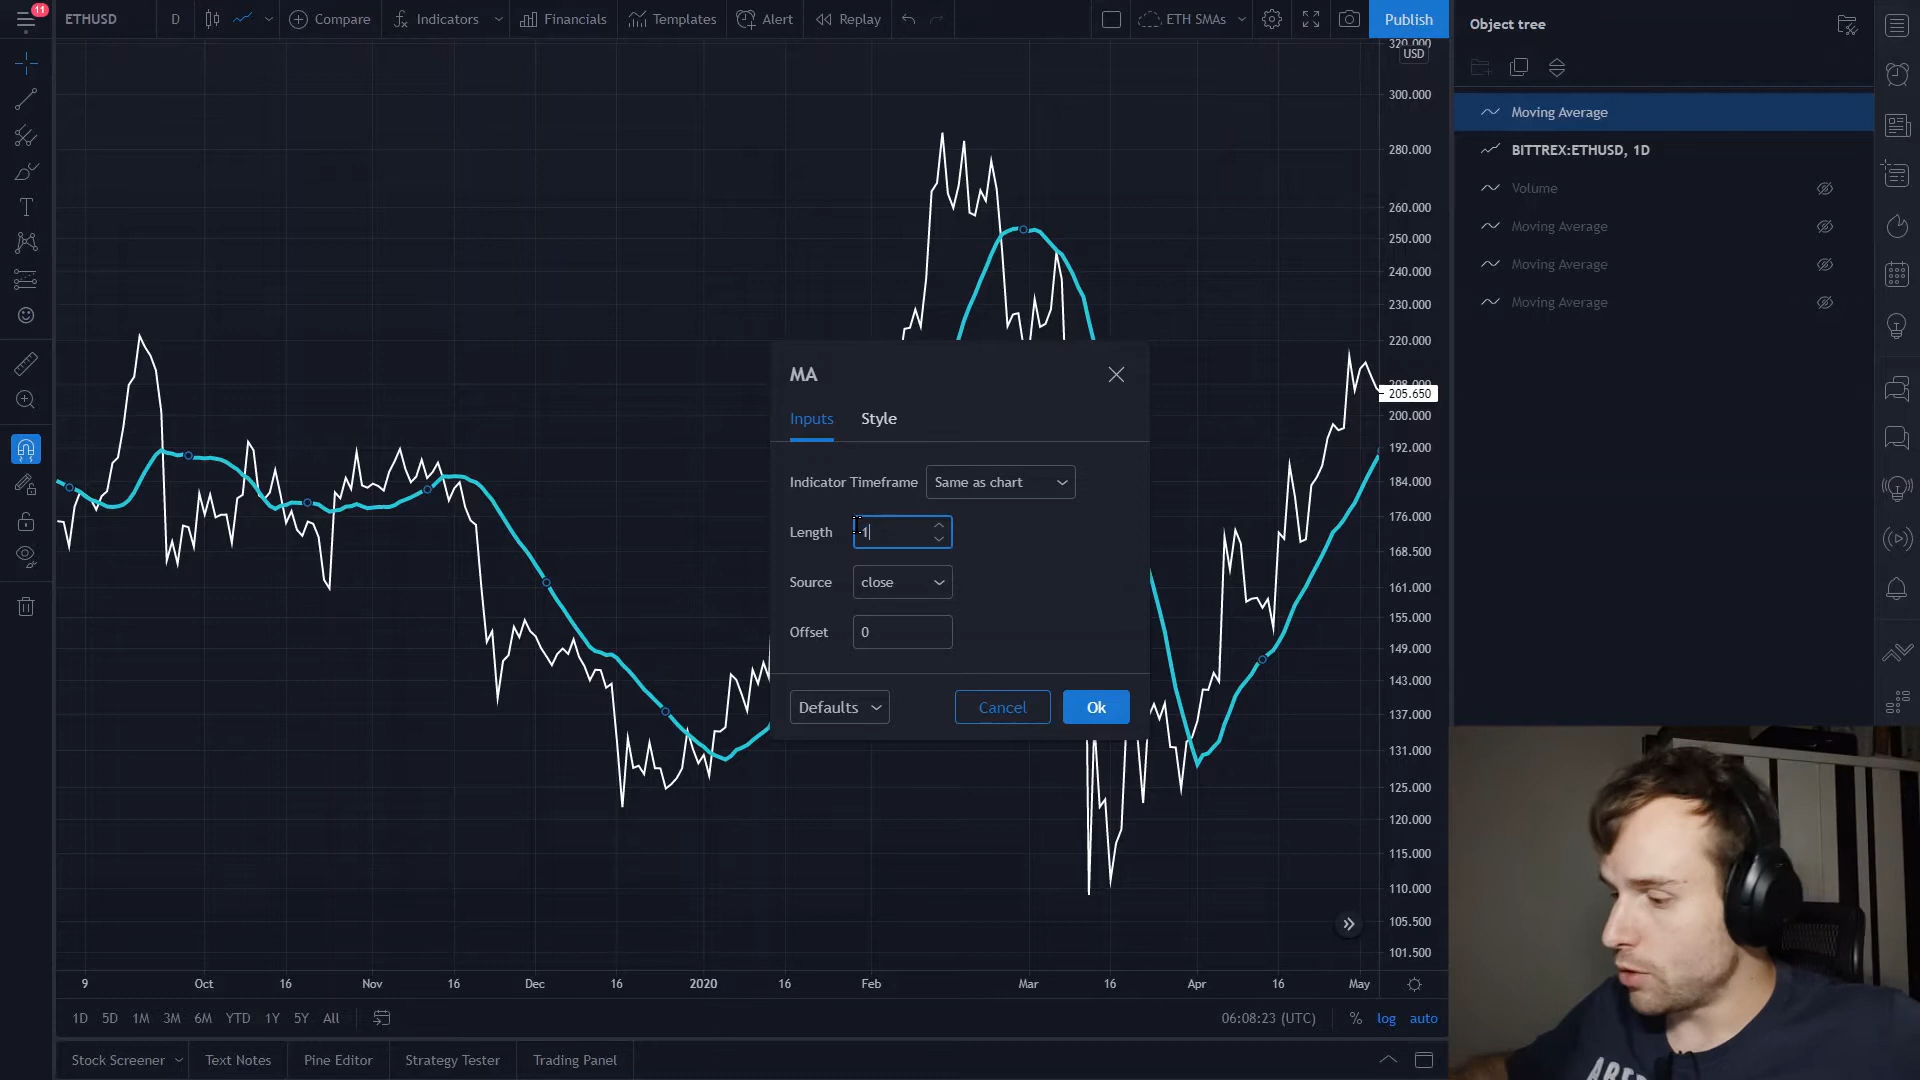 11
ETHUSD D Compare Indicators Financials Templates Alert Replay ETH SMAs Publish
Object tree
Moving Average
BITTREX:ETHUSD, 1D
Volume
Moving Average
Moving Average
Moving Average
320.000
USD
300.000
280.000
260.000
250.000
240.000
230.000
220.000
208.000
205.650
200.000
192.000
184.000
176.000
168.500
161.000
155.000
149.000
143.000
137.000
131.000
125.000
120.000
115.000
110.000
105.500
101.500
MA
Inputs Style
Indicator Timeframe Same as chart
Length 1
Source close
Offset 0
Defaults Cancel Ok
9 Oct 16 Nov 16 Dec 16 2020 16 Feb Mar 16 Apr 16 May
1D 5D 1M 3M 6M YTD 1Y 5Y All 06:08:23 (UTC) % log auto
Stock Screener Text Notes Pine Editor Strategy Tester Trading Panel